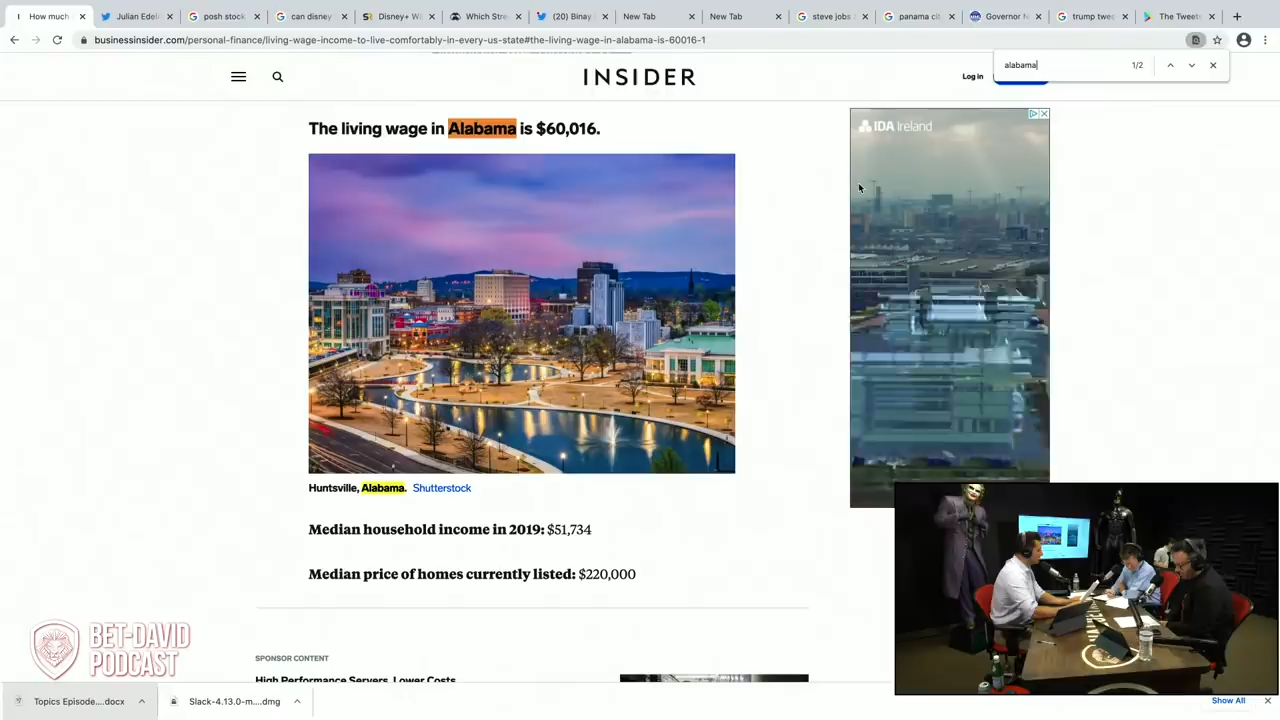 How much
Julian Edel
posh stock
can disney
Disney+ W
Which Stre
(20) Binay
New Tab
New Tab
steve jobs
panama cit
Governor N
trump twee
The Tweets
businessinsider.com/personal-finance/living-wage-income-to-live-comfortably-in-every-us-state#the-living-wage-in-alabama-is-60016-1
alabama
1/2
INSIDER
Log in
The living wage in Alabama is $60,016.
IDA Ireland
Huntsville, Alabama. Shutterstock
Median household income in 2019: $51,734
Median price of homes currently listed: $220,000
BET-DAVID
PODCAST
SPONSOR CONTENT
High Performance Servers, Lower Costs
Topics Episode....docx
Slack-4.13.0-m....dmg
Show All